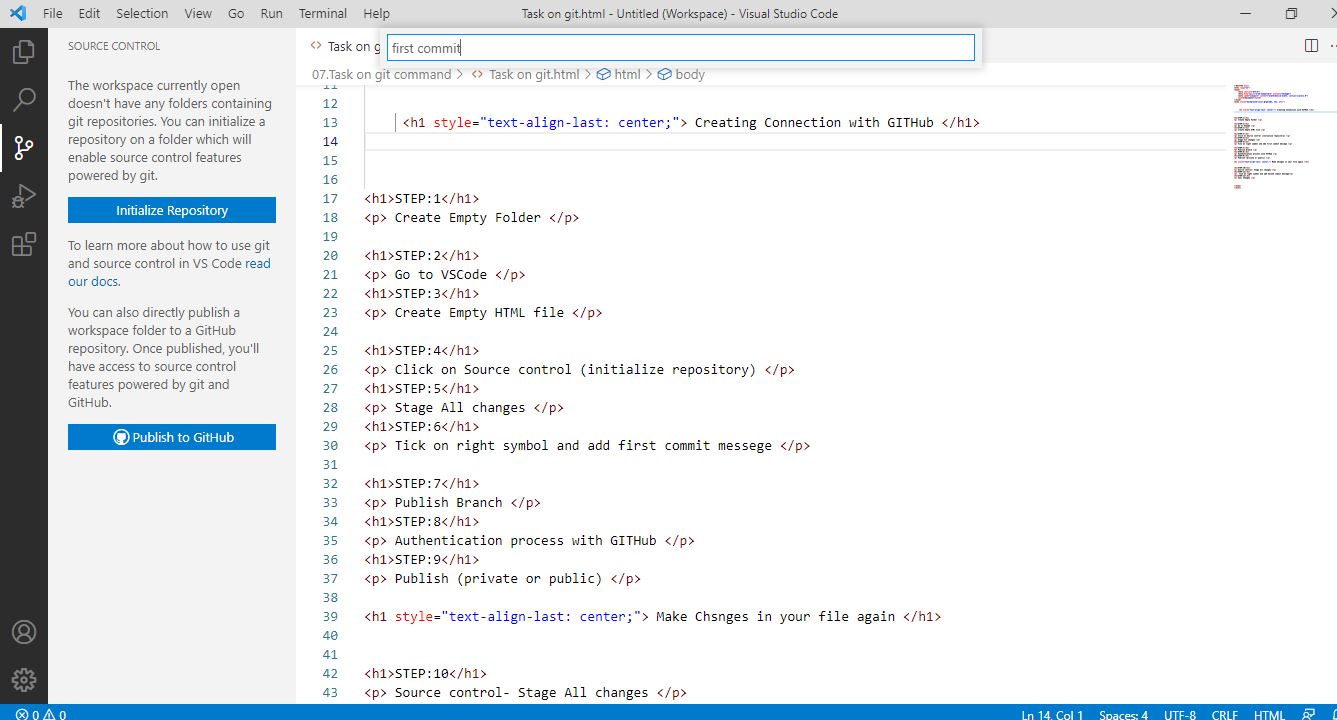 File Edit Selection View Go Run Terminal Help Task on git.html - Untitled (Workspace) - Visual Studio Code
SOURCE CONTROL
The workspace currently open
doesn't have any folders containing
git repositories. You can initialize a
repository on a folder which will
enable source control features
powered by git.
Initialize Repository
To learn more about how to use git
and source control in VS Code read
our docs.
You can also directly publish a
workspace folder to a GitHub
repository. Once published, you'll
have access to source control
features powered by git and
GitHub.
Publish to GitHub
Task on g
first commit
07.Task on git command > <> Task on git.html > html > body
11
12
13 <h1 style="text-align-last: center;"> Creating Connection with GITHub </h1>
14
15
16
17 <h1>STEP:1</h1>
18 <p> Create Empty Folder </p>
19
20 <h1>STEP:2</h1>
21 <p> Go to VSCode </p>
22 <h1>STEP:3</h1>
23 <p> Create Empty HTML file </p>
24
25 <h1>STEP:4</h1>
26 <p> Click on Source control (initialize repository) </p>
27 <h1>STEP:5</h1>
28 <p> Stage All changes </p>
29 <h1>STEP:6</h1>
30 <p> Tick on right symbol and add first commit messege </p>
31
32 <h1>STEP:7</h1>
33 <p> Publish Branch </p>
34 <h1>STEP:8</h1>
35 <p> Authentication process with GITHub </p>
36 <h1>STEP:9</h1>
37 <p> Publish (private or public) </p>
38
39 <h1 style="text-align-last: center;"> Make Chsnges in your file again </h1>
40
41
42 <h1>STEP:10</h1>
43 <p> Source control- Stage All changes </p>
0 0 Ln 14, Col 1 Spaces: 4 UTF-8 CRLF HTML